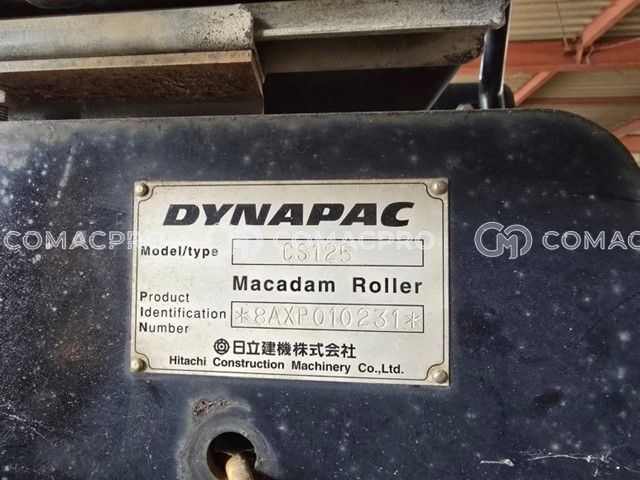 DYNAPAC
Model/type CS125
Macadam Roller
Product
Identification *8AXP010231*
Number
日立建機株式会社
Hitachi Construction Machinery Co.,Ltd.
COMACPRO
COMACPRO
COMACPRO